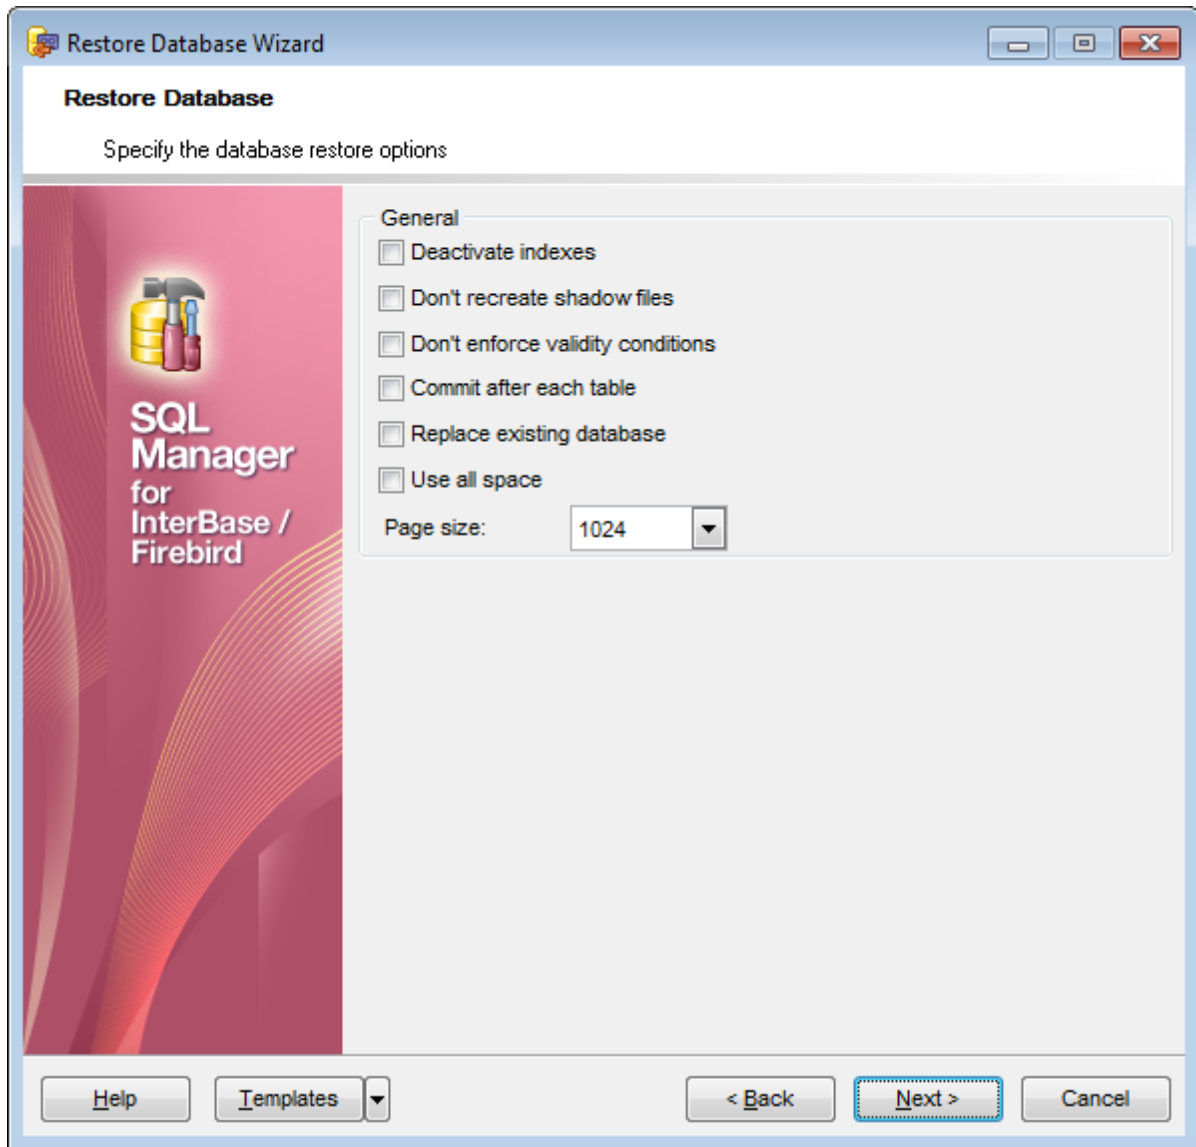 Restore Database Wizard
Restore Database
Specify the database restore options
SQL
Manager
for
InterBase /
Firebird
General
Deactivate indexes
Don't recreate shadow files
Don't enforce validity conditions
Commit after each table
Replace existing database
Use all space
Page size: 1024
Help Templates < Back Next > Cancel